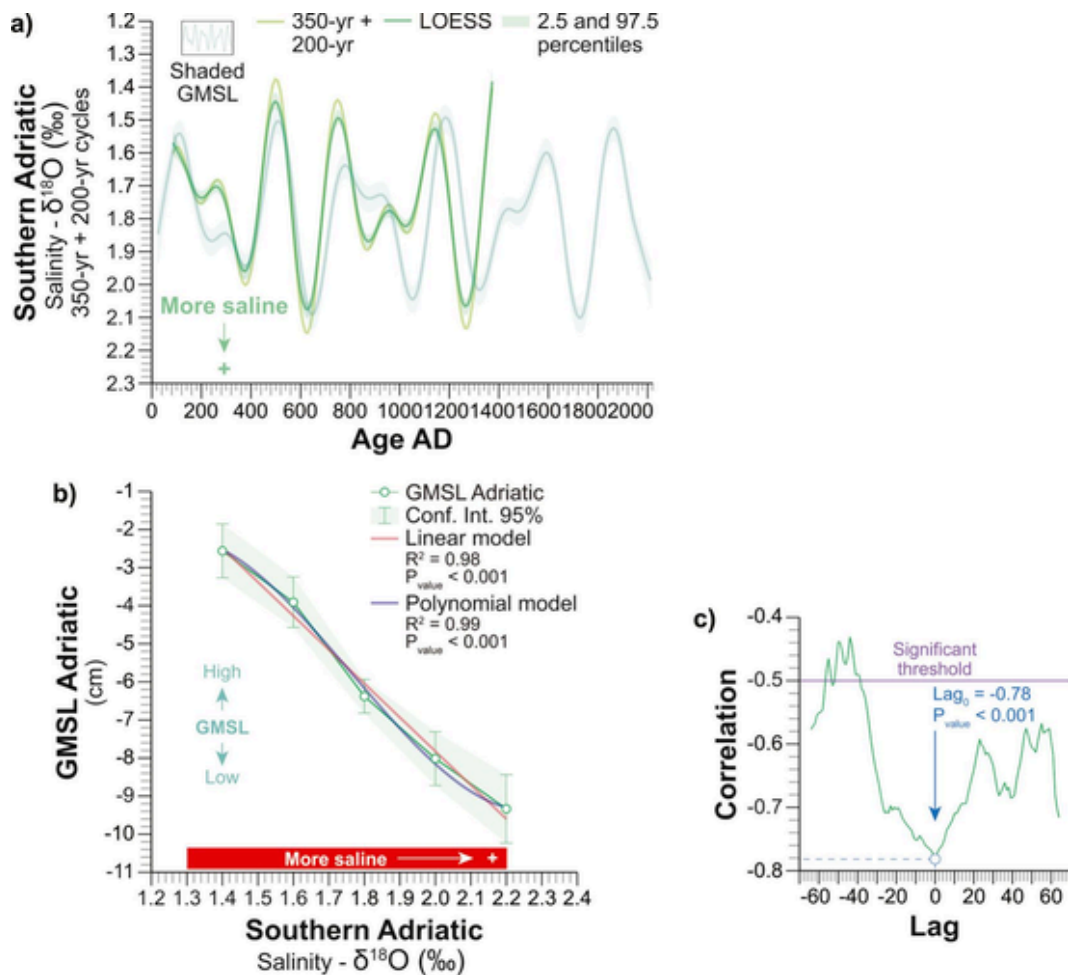 a)
350-yr +
200-yr
LOESS
2.5 and 97.5
percentiles
Shaded
GMSL
1.2
1.3
1.4
1.5
1.6
1.7
1.8
1.9
2.0
2.1
2.2
2.3
Southern Adriatic
Salinity - δ¹⁸O (‰)
350-yr + 200-yr cycles
More saline
+
0 200 400 600 800 1000 1200 1400 1600 1800 2000
Age AD
b)
-1
-2
-3
-4
-5
-6
-7
-8
-9
-10
-11
GMSL Adriatic
(cm)
GMSL Adriatic
Conf. Int. 95%
Linear model
R² = 0.98
P value < 0.001
Polynomial model
R² = 0.99
P value < 0.001
High
GMSL
Low
More saline +
1.2 1.3 1.4 1.5 1.6 1.7 1.8 1.9 2.0 2.1 2.2 2.3 2.4
Southern Adriatic
Salinity - δ¹⁸O (‰)
c)
-0.4
-0.5
-0.6
-0.7
-0.8
Correlation
Significant
threshold
Lag₀ = -0.78
P value < 0.001
-60 -40 -20 0 20 40 60
Lag